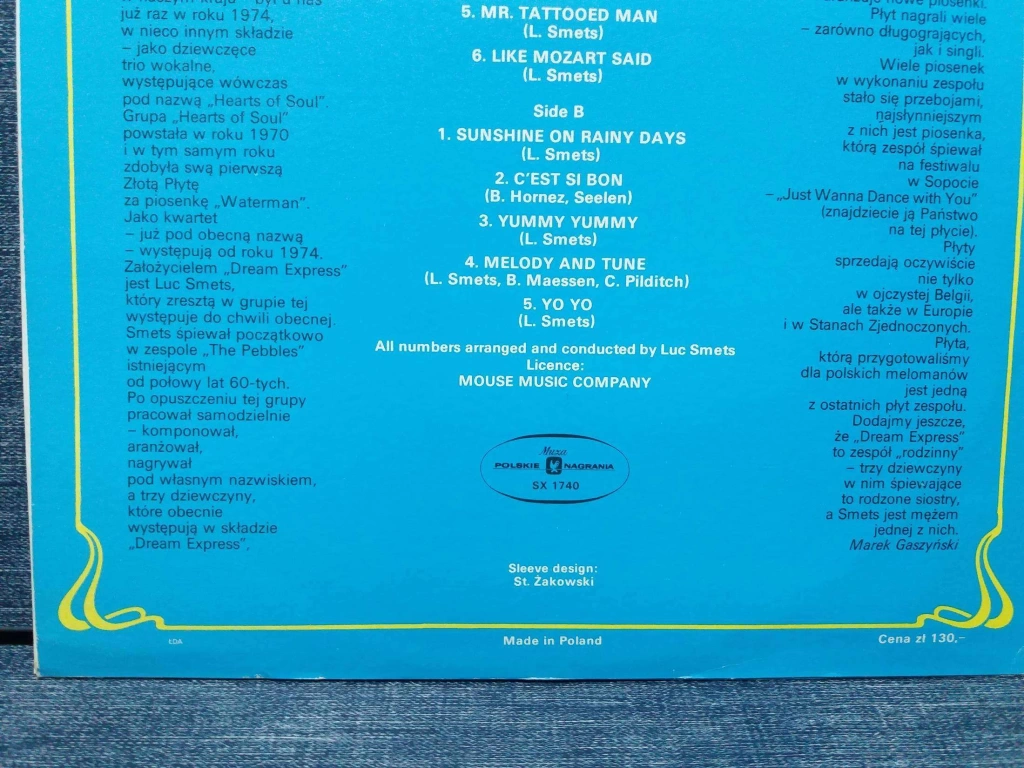 w naszym kraju – był u nas
już raz w roku 1974,
w nieco innym składzie
– jako dziewczęce
trio wokalne,
występujące wówczas
pod nazwą „Hearts of Soul”.
Grupa „Hearts of Soul”
powstała w roku 1970
i w tym samym roku
zdobyła swą pierwszą
Złotą Płytę
za piosenkę „Waterman”.
Jako kwartet
– już pod obecną nazwą
– występują od roku 1974.
Założycielem „Dream Express”
jest Luc Smets,
który zresztą w grupie tej
występuje do chwili obecnej.
Smets śpiewał początkowo
w zespole „The Pebbles”
istniejącym
od połowy lat 60-tych.
Po opuszczeniu tej grupy
pracował samodzielnie
– komponował,
aranżował,
nagrywał
pod własnym nazwiskiem,
a trzy dziewczyny,
które obecnie
występują w składzie
„Dream Express”,
5. MR. TATTOOED MAN
(L. Smets)
6. LIKE MOZART SAID
(L. Smets)
Side B
1. SUNSHINE ON RAINY DAYS
(L. Smets)
2. C'EST SI BON
(B. Hornez, Seelen)
3. YUMMY YUMMY
(L. Smets)
4. MELODY AND TUNE
(L. Smets, B. Maessen, C. Pilditch)
5. YO YO
(L. Smets)
All numbers arranged and conducted by Luc Smets
Licence:
MOUSE MUSIC COMPANY
Muza
POLSKIE NAGRANIA
SX 1740
Sleeve design:
St. Żakowski
nowe piosenki.
Płyt nagrali wiele
– zarówno długogrających,
jak i singli.
Wiele piosenek
w wykonaniu zespołu
stało się przebojami,
najsłynniejszym
z nich jest piosenka,
którą zespół śpiewał
na festiwalu
w Sopocie
– „Just Wanna Dance with You”
(znajdziecie ją Państwo
na tej płycie).
Płyty
sprzedają oczywiście
nie tylko
w ojczystej Belgii,
ale także w Europie
i w Stanach Zjednoczonych.
Płyta,
którą przygotowaliśmy
dla polskich melomanów
jest jedną
z ostatnich płyt zespołu.
Dodajmy jeszcze,
że „Dream Express”
to zespół „rodzinny”
– trzy dziewczyny
w nim śpiewające
to rodzone siostry,
a Smets jest mężem
jednej z nich.
Marek Gaszyński
ŁDA
Made in Poland
Cena zł 130,–